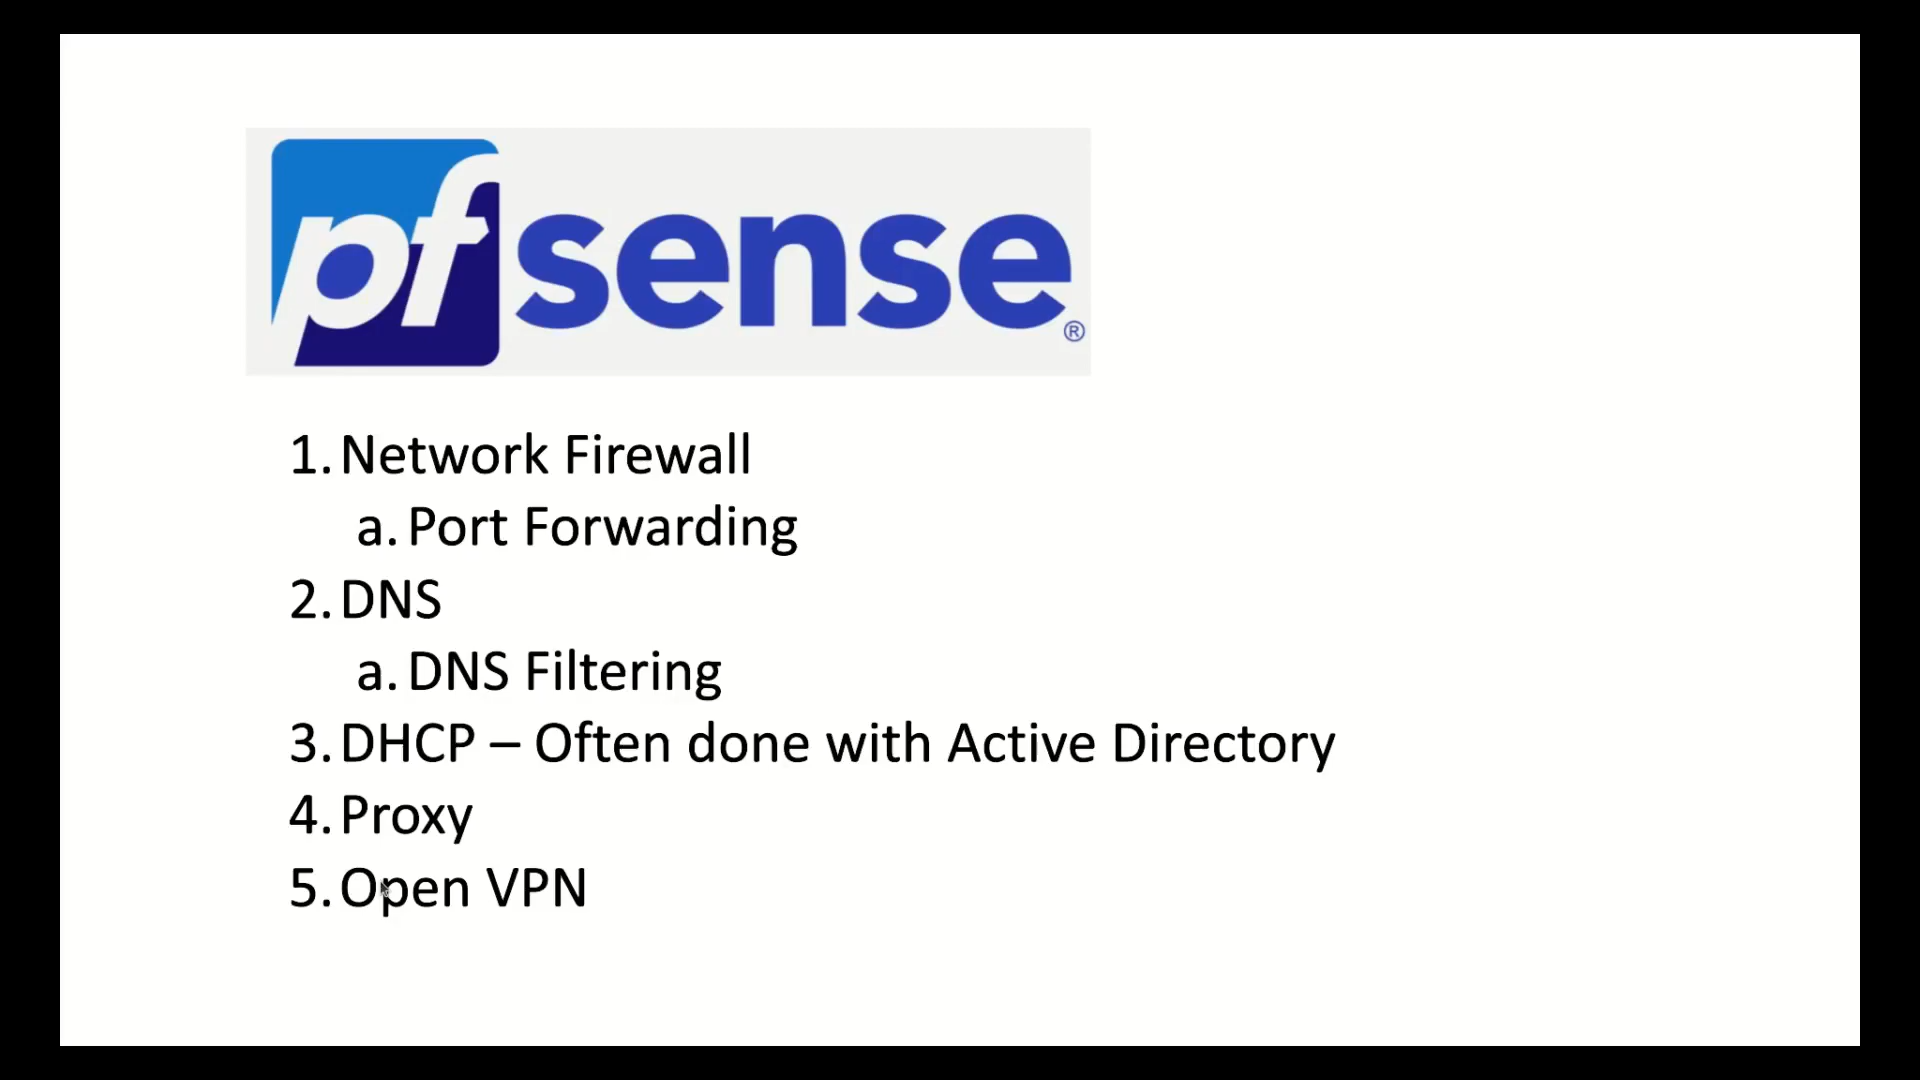 pfsense®
1. Network Firewall
a. Port Forwarding
2. DNS
a. DNS Filtering
3. DHCP – Often done with Active Directory
4. Proxy
5. Open VPN